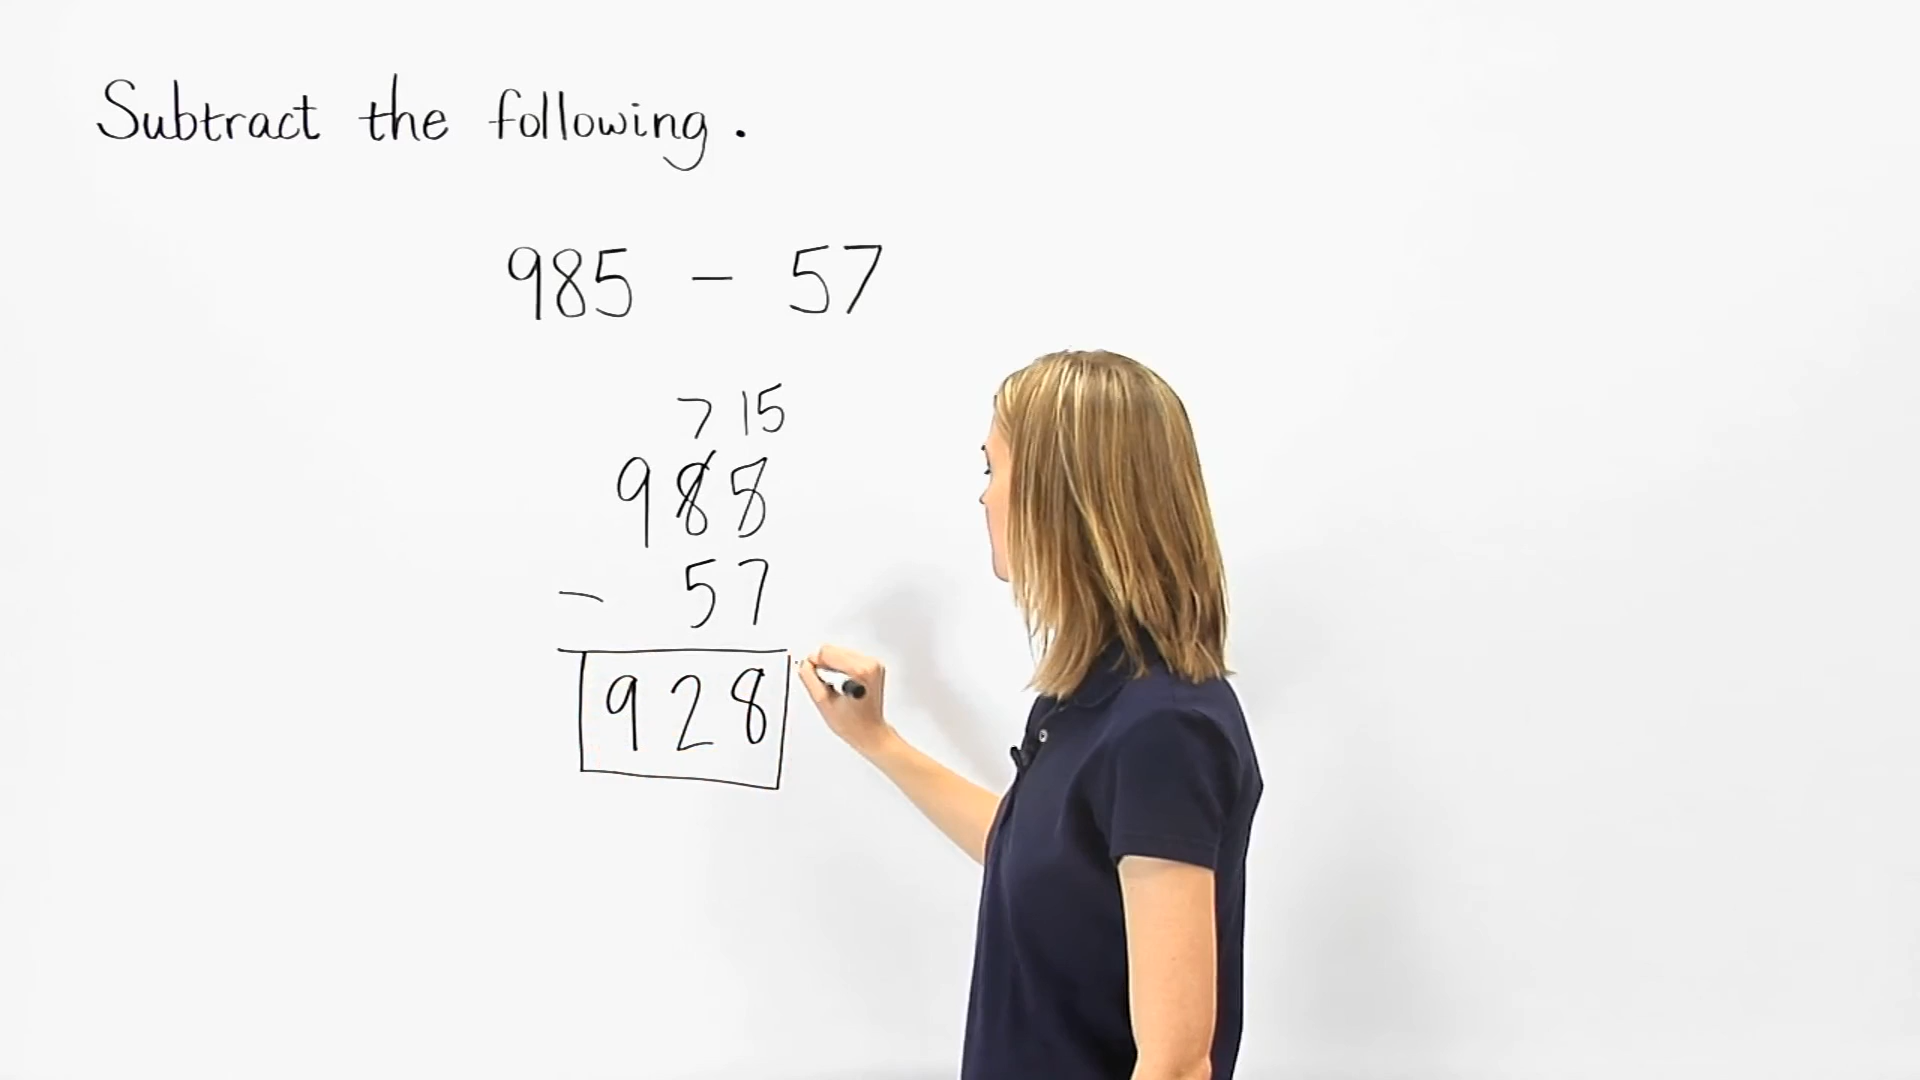 Subtract the following.
985 - 57
7 15
985
- 57
928